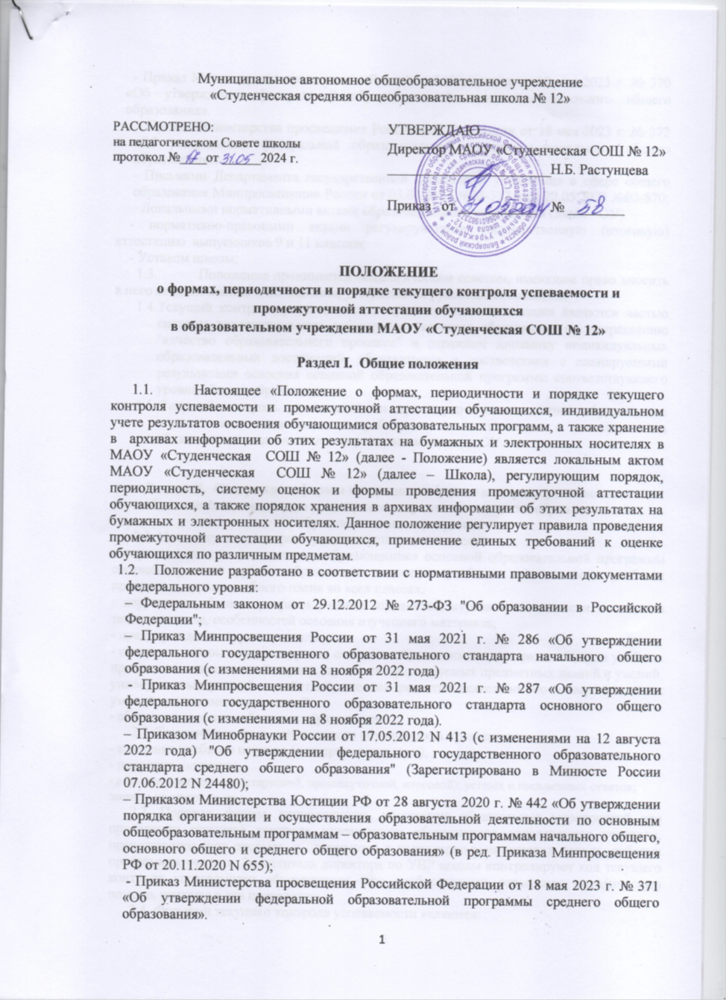 Муниципальное автономное общеобразовательное учреждение
«Студенческая средняя общеобразовательная школа № 12»
РАССМОТРЕНО:
на педагогическом Совете школы
протокол № 17 от 31.05 2024 г.
УТВЕРЖДАЮ
Директор МАОУ «Студенческая СОШ № 12»
Н.Б. Растунцева
Приказ от 31.05.2024 № 58
ПОЛОЖЕНИЕ
о формах, периодичности и порядке текущего контроля успеваемости и
промежуточной аттестации обучающихся
в образовательном учреждении МАОУ «Студенческая СОШ № 12»
Раздел I. Общие положения
1.1. Настоящее «Положение о формах, периодичности и порядке текущего
контроля успеваемости и промежуточной аттестации обучающихся, индивидуальном
учете результатов освоения обучающимися образовательных программ, а также хранение
в архивах информации об этих результатах на бумажных и электронных носителях в
МАОУ «Студенческая СОШ № 12» (далее - Положение) является локальным актом
МАОУ «Студенческая СОШ № 12» (далее – Школа), регулирующим порядок,
периодичность, систему оценок и формы проведения промежуточной аттестации
обучающихся, а также порядок хранения в архивах информации об этих результатах на
бумажных и электронных носителях. Данное положение регулирует правила проведения
промежуточной аттестации обучающихся, применение единых требований к оценке
обучающихся по различным предметам.
1.2. Положение разработано в соответствии с нормативными правовыми документами
федерального уровня:
– Федеральным законом от 29.12.2012 № 273-ФЗ "Об образовании в Российской
Федерации";
– Приказ Минпросвещения России от 31 мая 2021 г. № 286 «Об утверждении
федерального государственного образовательного стандарта начального общего
образования (с изменениями на 8 ноября 2022 года)
- Приказ Минпросвещения России от 31 мая 2021 г. № 287 «Об утверждении
федерального государственного образовательного стандарта основного общего
образования (с изменениями на 8 ноября 2022 года).
– Приказом Минобрнауки России от 17.05.2012 N 413 (с изменениями на 12 августа
2022 года) "Об утверждении федерального государственного образовательного
стандарта среднего общего образования" (Зарегистрировано в Минюсте России
07.06.2012 N 24480);
– Приказом Министерства Юстиции РФ от 28 августа 2020 г. № 442 «Об утверждении
порядка организации и осуществления образовательной деятельности по основным
общеобразовательным программам – образовательным программам начального общего,
основного общего и среднего общего образования» (в ред. Приказа Минпросвещения
РФ от 20.11.2020 N 655);
- Приказ Министерства просвещения Российской Федерации от 18 мая 2023 г. № 371
«Об утверждении федеральной образовательной программы среднего общего
образования».
1